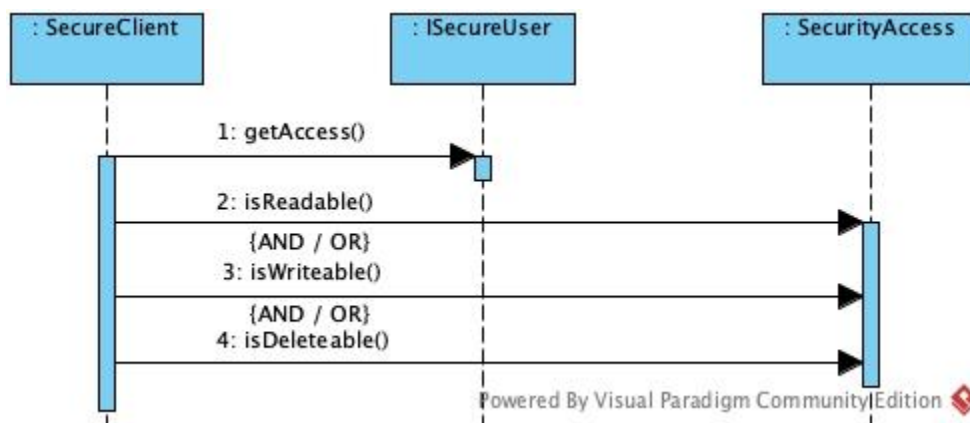 : SecureClient
: ISecureUser
: SecurityAccess
1: getAccess()
2: isReadable()
{AND / OR}
3: isWriteable()
{AND / OR}
4: isDeleteable()
Powered By Visual Paradigm Community Edition